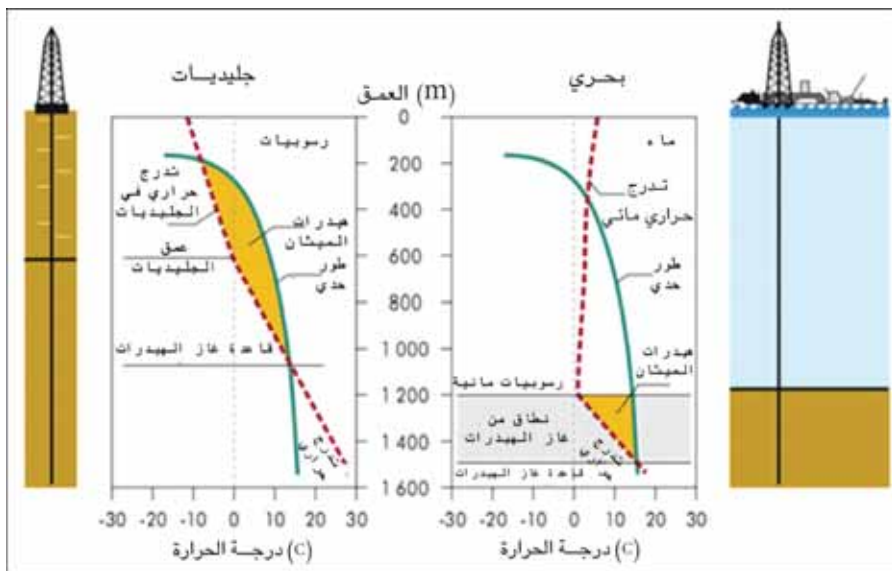 جليديات
العمق (m)
بحري
رسوبيات
تدرج
حراري في
الجليديات
هيدرات
الميثان
عمق
الجليديات
طور
حدي
قاعدة غاز الهيدرات
تدرج
حراري
-30 -20 -10 0 10 20 30
درجة الحرارة (C)
0
200
400
600
800
1 000
1 200
1 400
1 600
ماء
تدرج
حراري مائي
طور
حدي
هيدرات
الميثان
رسوبيات مائية
نطاق من
غاز الهيدرات
تدرج
قاعدة غاز الهيدرات
-30 -20 -10 0 10 20 30
درجة الحرارة (C)